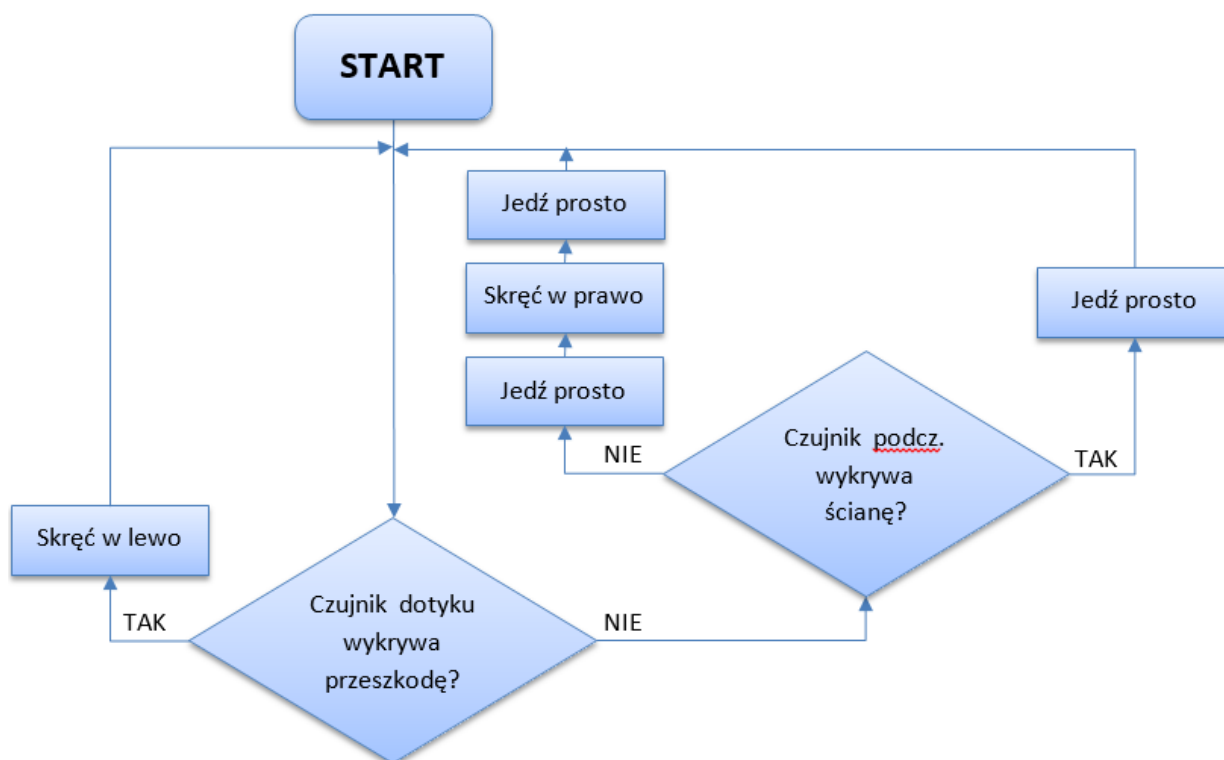 START
Jedź prosto
Skręć w prawo
Jedź prosto
Jedź prosto
Czujnik podcz.
wykrywa
ścianę?
NIE
TAK
Skręć w lewo
Czujnik dotyku
wykrywa
przeszkodę?
TAK
NIE